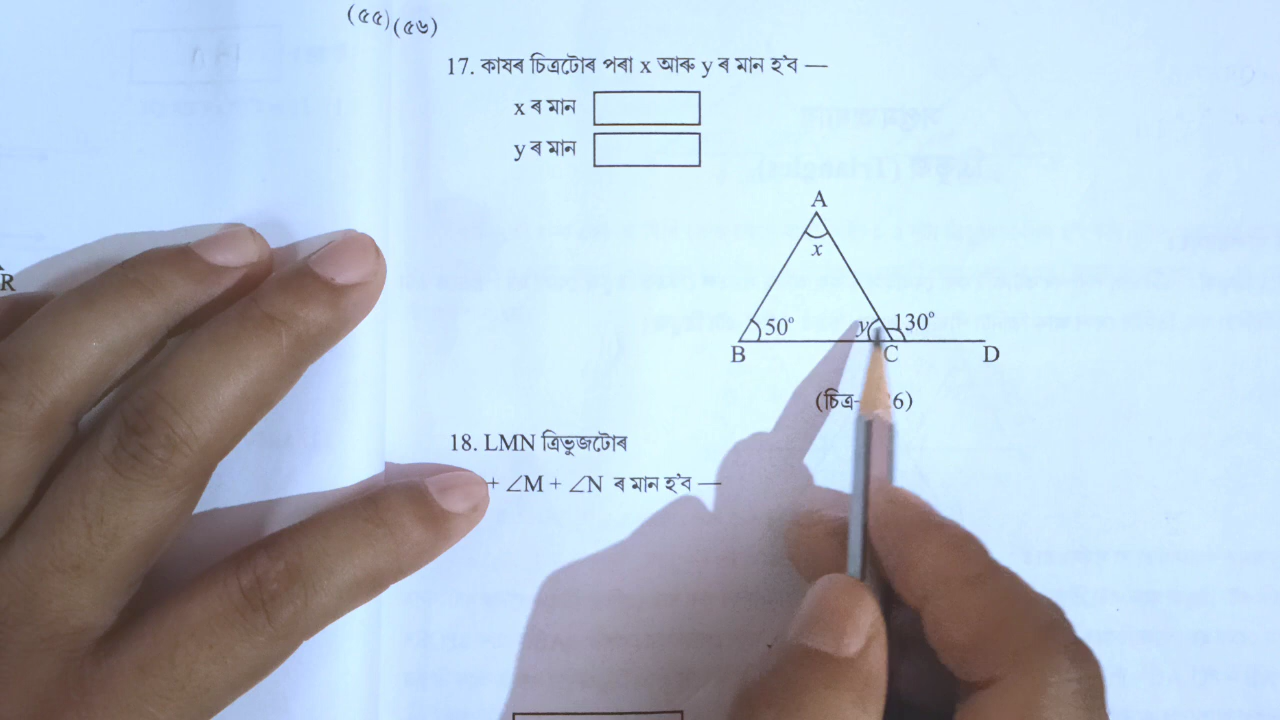 (৫৫)(৫৬)
17. কাষৰ চিত্ৰটোৰ পৰা x আৰু y ৰ মান হ'ব —
x ৰ মান
y ৰ মান
A
x
50° y 130°
B C D
R
(চিত্ৰ- 6)
18. LMN ত্ৰিভুজটোৰ
+ ∠M + ∠N ৰ মান হ'ব —